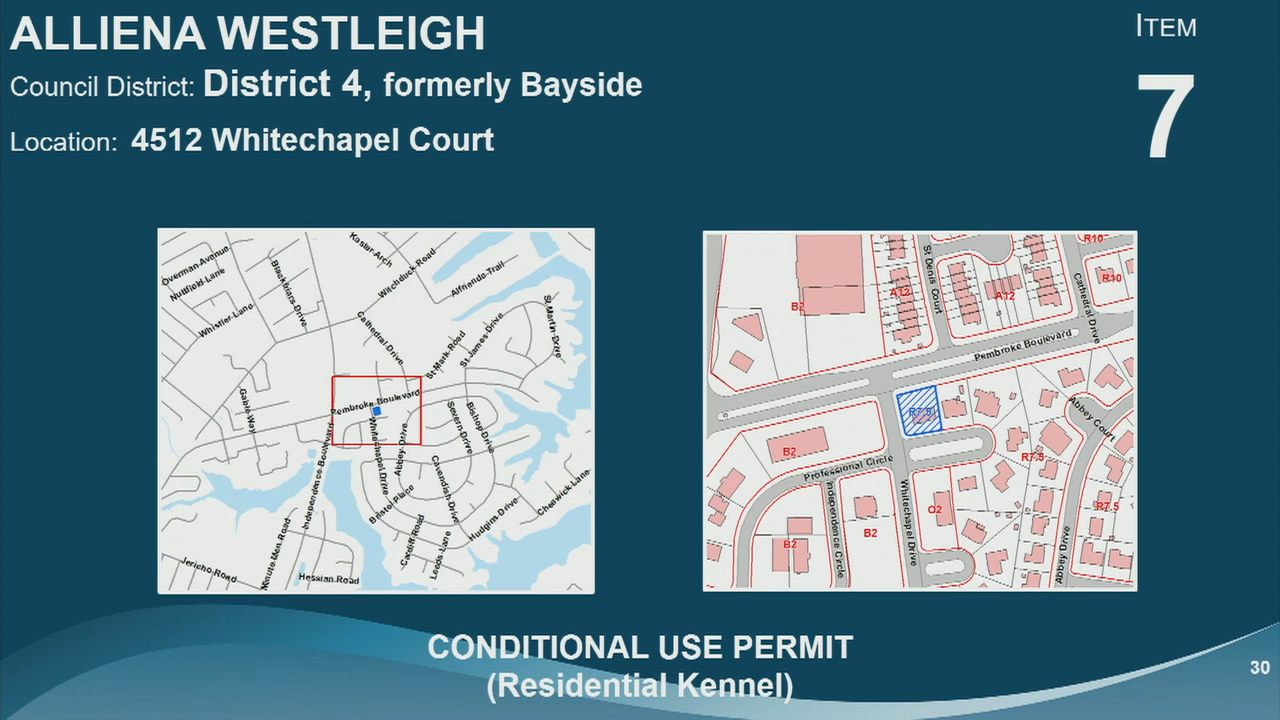 ALLIENA WESTLEIGH
Council District: District 4, formerly Bayside
Location: 4512 Whitechapel Court
ITEM
7
Overman Avenue
Nuttfield Lane
Whistler Lane
Blackfriars Drive
Kastur Arch
Witchduck Road
Alfriends Trail
Cathedral Drive
St Mark Road
St James Drive
St Martin Drive
Gable Way
Pembroke Boulevard
Independence Boulevard
Whitechapel Drive
Abbey Drive
Severn Drive
Bishop Drive
Cavendish Drive
Bristol Place
Cardiff Road
Leeds Lane
Hudgins Drive
Cheswick Lane
Jericho Road
Minute Men Road
Hessian Road
B2
A12
St Denis Court
A12
R10
R10
Cathedral Drive
Pembroke Boulevard
R7.5
Abbey Court
B2
Professional Circle
R7.5
Independence Circle
Whitechapel Drive
O2
B2
B2
R7.5
Abbey Drive
CONDITIONAL USE PERMIT
(Residential Kennel)
30